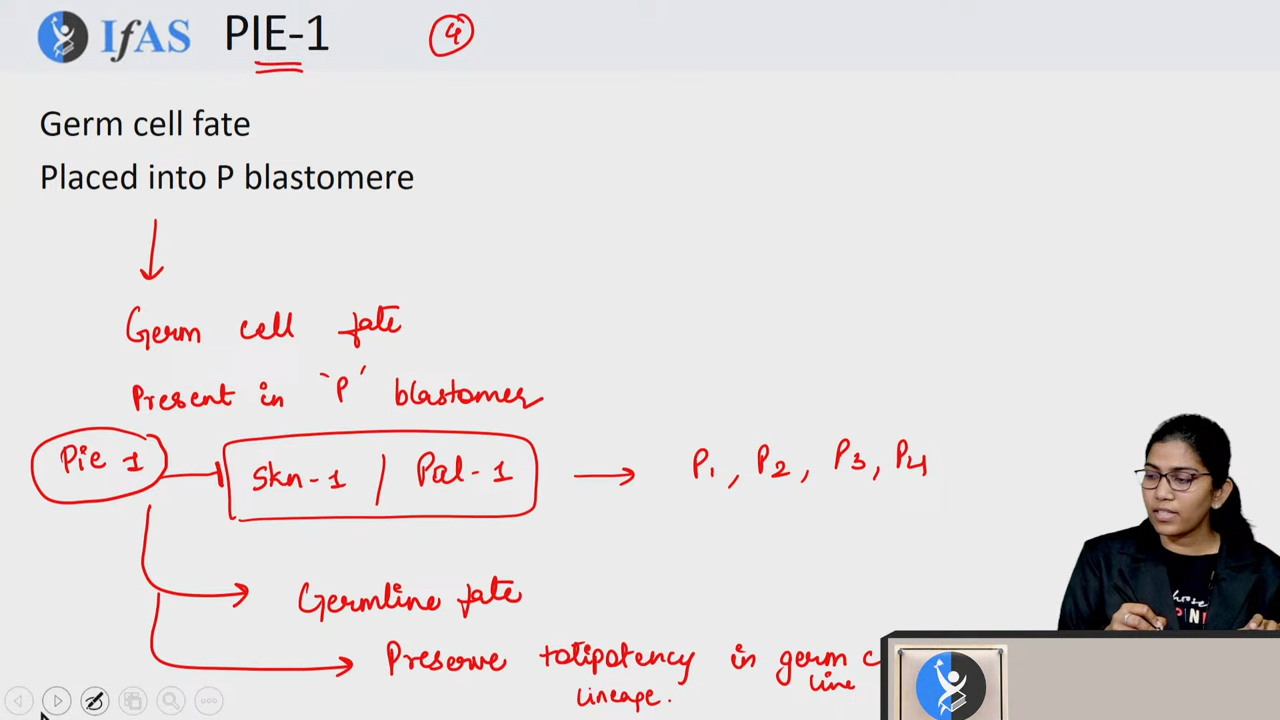 IfAS PIE-1 4
Germ cell fate
Placed into P blastomere
Germ cell fate
Present in 'P' blastomer
Pie 1 Skn-1 / Pal-1 P1, P2, P3, P4
Germline fate
Preserve totipotency in germ c
lineage. line